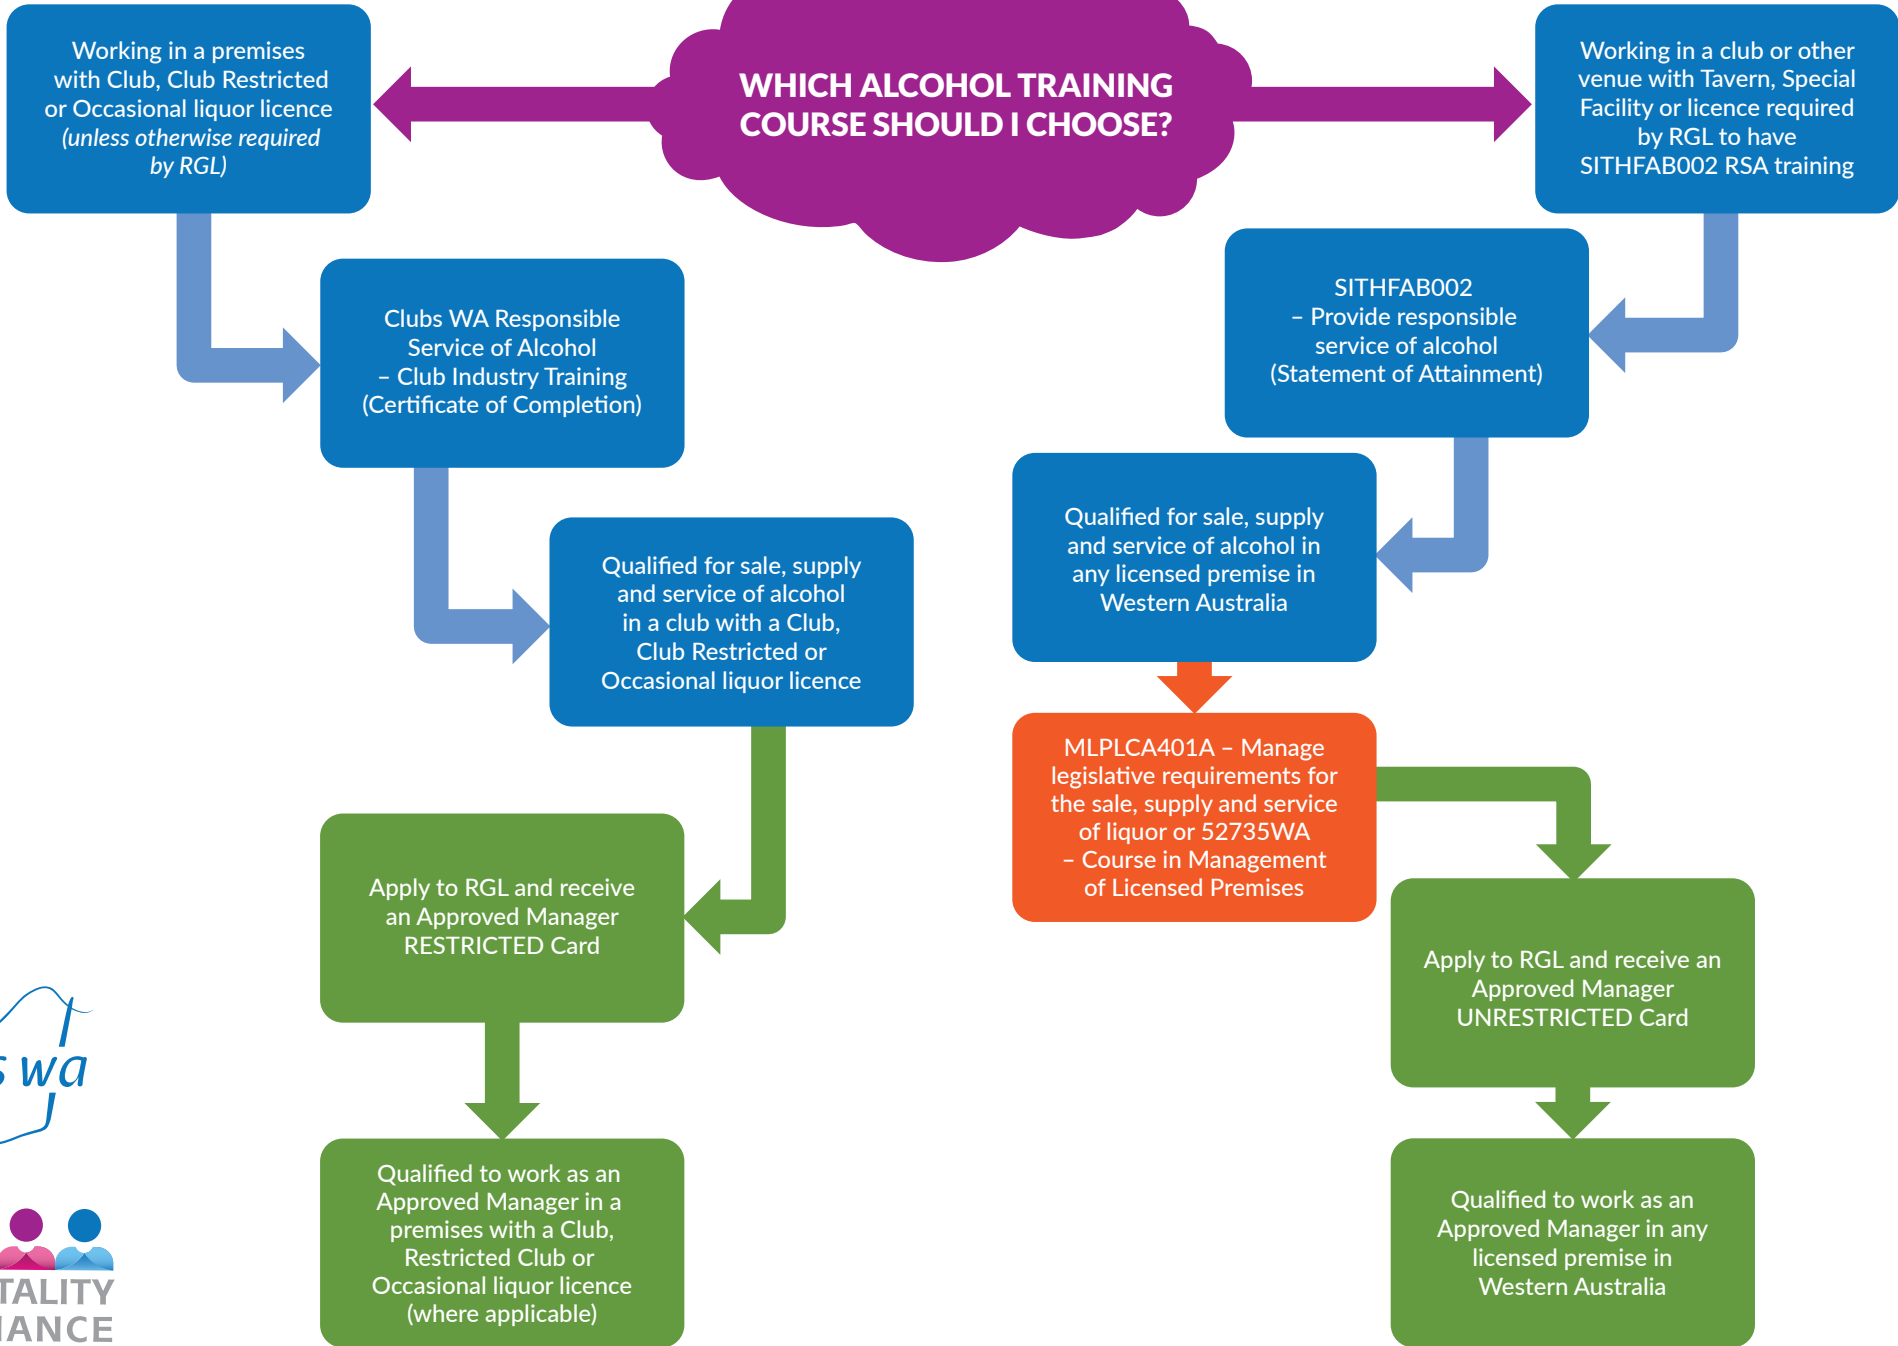 WHICH ALCOHOL TRAINING
COURSE SHOULD I CHOOSE?
Working in a premises
with Club, Club Restricted
or Occasional liquor licence
(unless otherwise required
by RGL)
Clubs WA Responsible
Service of Alcohol
– Club Industry Training
(Certificate of Completion)
Qualified for sale, supply
and service of alcohol
in a club with a Club,
Club Restricted or
Occasional liquor licence
Apply to RGL and receive
an Approved Manager
RESTRICTED Card
Qualified to work as an
Approved Manager in a
premises with a Club,
Restricted Club or
Occasional liquor licence
(where applicable)
Working in a club or other
venue with Tavern, Special
Facility or licence required
by RGL to have
SITHFAB002 RSA training
SITHFAB002
– Provide responsible
service of alcohol
(Statement of Attainment)
Qualified for sale, supply
and service of alcohol in
any licensed premise in
Western Australia
MLPLCA401A – Manage
legislative requirements for
the sale, supply and service
of liquor or 52735WA
– Course in Management
of Licensed Premises
Apply to RGL and receive an
Approved Manager
UNRESTRICTED Card
Qualified to work as an
Approved Manager in any
licensed premise in
Western Australia
s wa
TALITY
IANCE